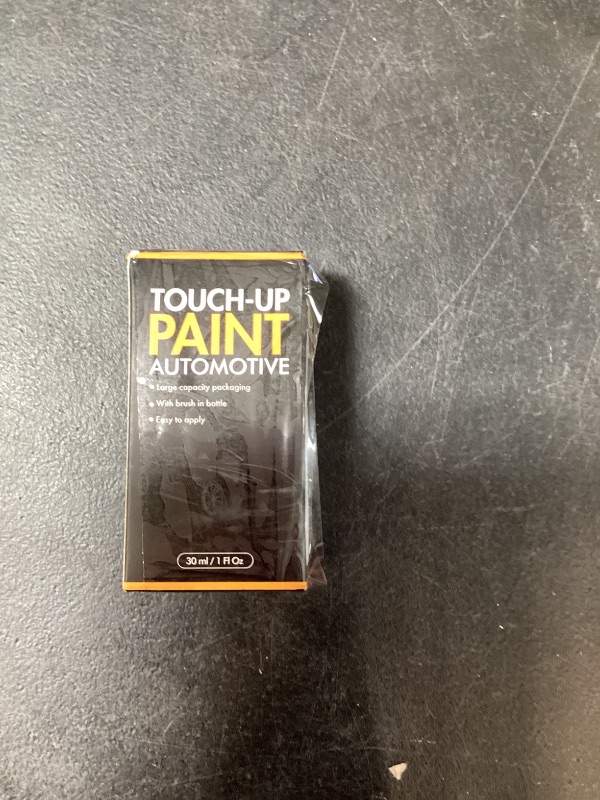 TOUCH-UP
PAINT
AUTOMOTIVE
• Large capacity packaging
• With brush in bottle
• Easy to apply
30 ml / 1 Fl Oz